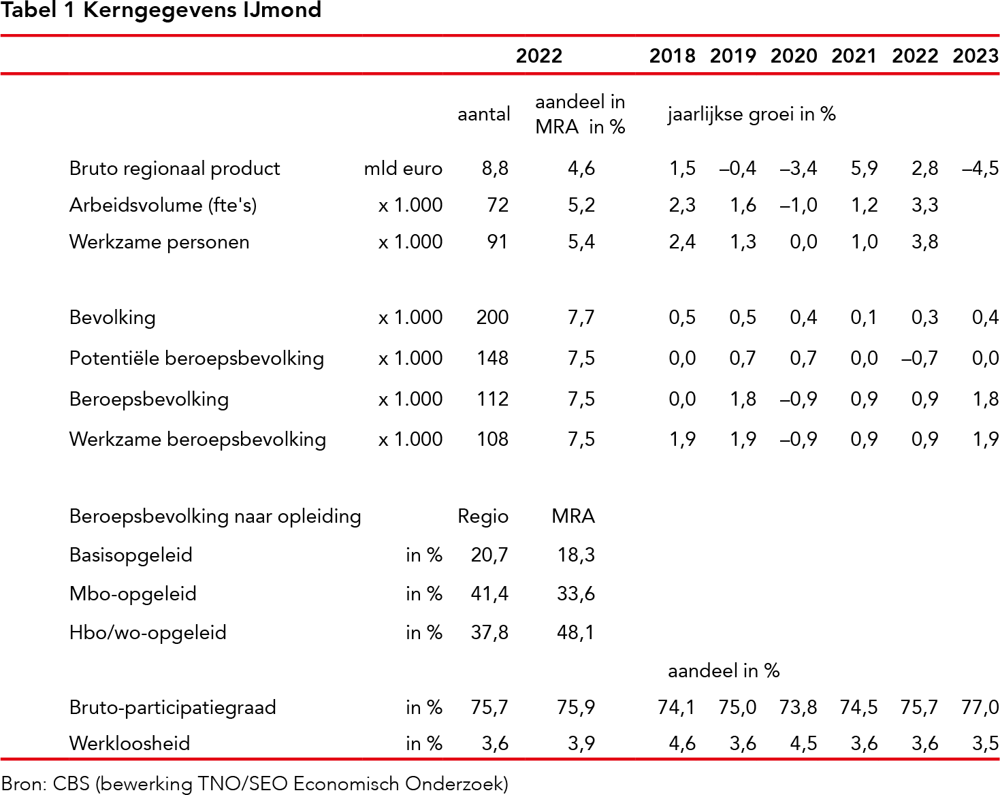 Tabel 1 Kerngegevens IJmond
2022 2018 2019 2020 2021 2022 2023
aantal aandeel in MRA in % jaarlijkse groei in %
Bruto regionaal product mld euro 8,8 4,6 1,5 –0,4 –3,4 5,9 2,8 –4,5
Arbeidsvolume (fte's) x 1.000 72 5,2 2,3 1,6 –1,0 1,2 3,3
Werkzame personen x 1.000 91 5,4 2,4 1,3 0,0 1,0 3,8
Bevolking x 1.000 200 7,7 0,5 0,5 0,4 0,1 0,3 0,4
Potentiële beroepsbevolking x 1.000 148 7,5 0,0 0,7 0,7 0,0 –0,7 0,0
Beroepsbevolking x 1.000 112 7,5 0,0 1,8 –0,9 0,9 0,9 1,8
Werkzame beroepsbevolking x 1.000 108 7,5 1,9 1,9 –0,9 0,9 0,9 1,9
Beroepsbevolking naar opleiding Regio MRA
Basisopgeleid in % 20,7 18,3
Mbo-opgeleid in % 41,4 33,6
Hbo/wo-opgeleid in % 37,8 48,1
aandeel in %
Bruto-participatiegraad in % 75,7 75,9 74,1 75,0 73,8 74,5 75,7 77,0
Werkloosheid in % 3,6 3,9 4,6 3,6 4,5 3,6 3,6 3,5
Bron: CBS (bewerking TNO/SEO Economisch Onderzoek)